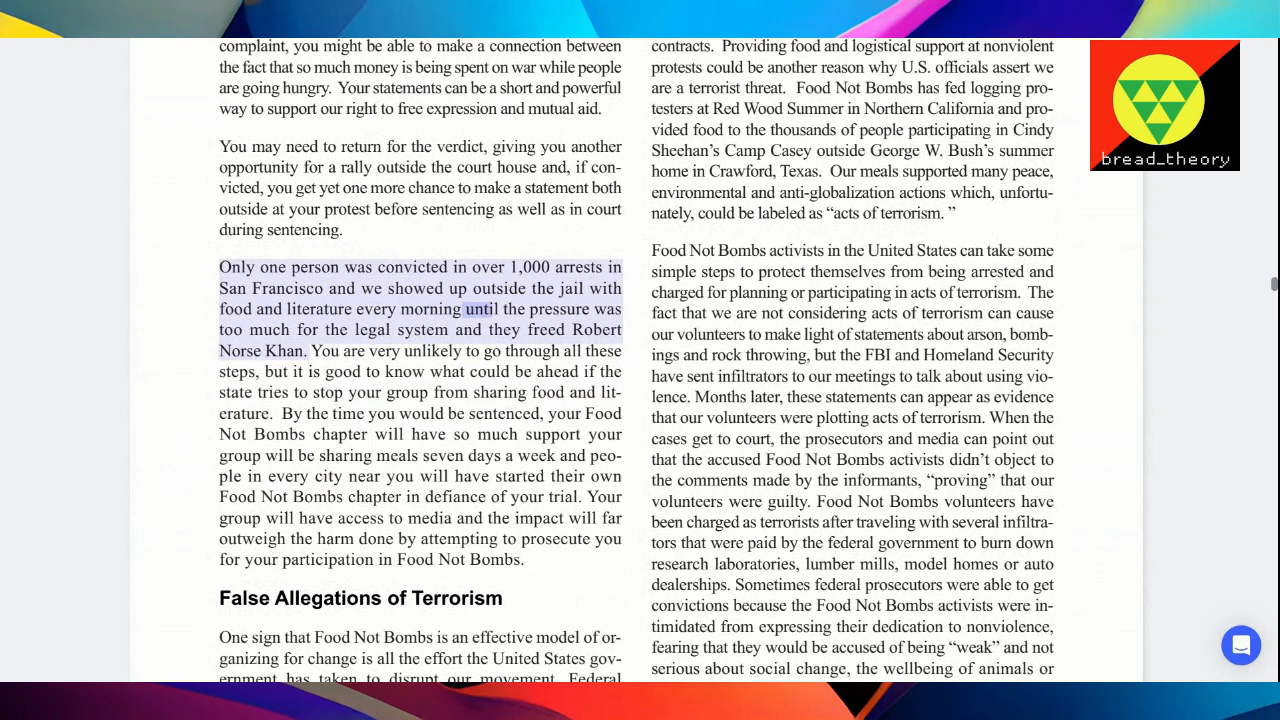 complaint, you might be able to make a connection between
the fact that so much money is being spent on war while people
are going hungry. Your statements can be a short and powerful
way to support our right to free expression and mutual aid.
You may need to return for the verdict, giving you another
opportunity for a rally outside the court house and, if con-
victed, you get yet one more chance to make a statement both
outside at your protest before sentencing as well as in court
during sentencing.
Only one person was convicted in over 1,000 arrests in
San Francisco and we showed up outside the jail with
food and literature every morning until the pressure was
too much for the legal system and they freed Robert
Norse Khan. You are very unlikely to go through all these
steps, but it is good to know what could be ahead if the
state tries to stop your group from sharing food and lit-
erature. By the time you would be sentenced, your Food
Not Bombs chapter will have so much support your
group will be sharing meals seven days a week and peo-
ple in every city near you will have started their own
Food Not Bombs chapter in defiance of your trial. Your
group will have access to media and the impact will far
outweigh the harm done by attempting to prosecute you
for your participation in Food Not Bombs.
False Allegations of Terrorism
One sign that Food Not Bombs is an effective model of or-
ganizing for change is all the effort the United States gov-
ernment has taken to disrupt our movement. Federal
contracts. Providing food and logistical support at nonviolent
protests could be another reason why U.S. officials assert we
are a terrorist threat. Food Not Bombs has fed logging pro-
testers at Red Wood Summer in Northern California and pro-
vided food to the thousands of people participating in Cindy
Sheehan's Camp Casey outside George W. Bush's summer
home in Crawford, Texas. Our meals supported many peace,
environmental and anti-globalization actions which, unfortu-
nately, could be labeled as “acts of terrorism. ”
Food Not Bombs activists in the United States can take some
simple steps to protect themselves from being arrested and
charged for planning or participating in acts of terrorism. The
fact that we are not considering acts of terrorism can cause
our volunteers to make light of statements about arson, bomb-
ings and rock throwing, but the FBI and Homeland Security
have sent infiltrators to our meetings to talk about using vio-
lence. Months later, these statements can appear as evidence
that our volunteers were plotting acts of terrorism. When the
cases get to court, the prosecutors and media can point out
that the accused Food Not Bombs activists didn't object to
the comments made by the informants, “proving” that our
volunteers were guilty. Food Not Bombs volunteers have
been charged as terrorists after traveling with several infiltra-
tors that were paid by the federal government to burn down
research laboratories, lumber mills, model homes or auto
dealerships. Sometimes federal prosecutors were able to get
convictions because the Food Not Bombs activists were in-
timidated from expressing their dedication to nonviolence,
fearing that they would be accused of being “weak” and not
serious about social change, the wellbeing of animals or
bread_theory